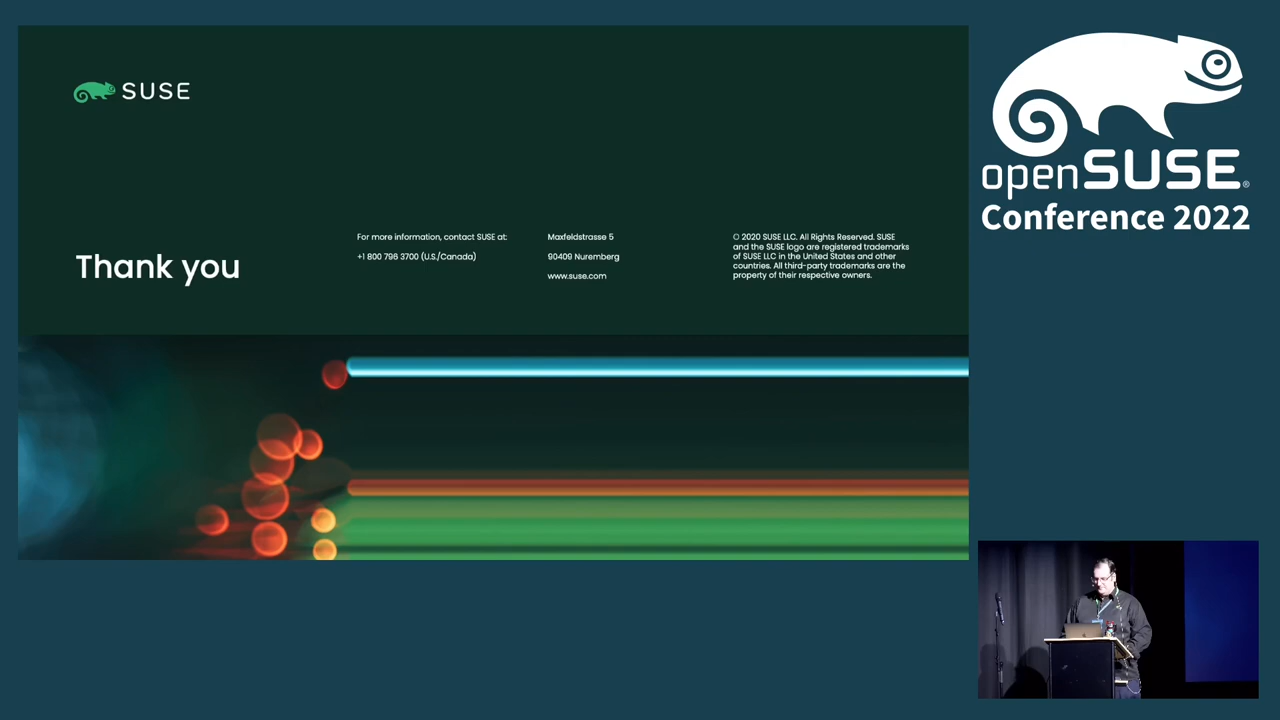 SUSE
Thank you
For more information, contact SUSE at:
+1 800 796 3700 (U.S./Canada)
Maxfeldstrasse 5
90409 Nuremberg
www.suse.com
© 2020 SUSE LLC. All Rights Reserved. SUSE
and the SUSE logo are registered trademarks
of SUSE LLC in the United States and other
countries. All third-party trademarks are the
property of their respective owners.
openSUSE®
Conference 2022